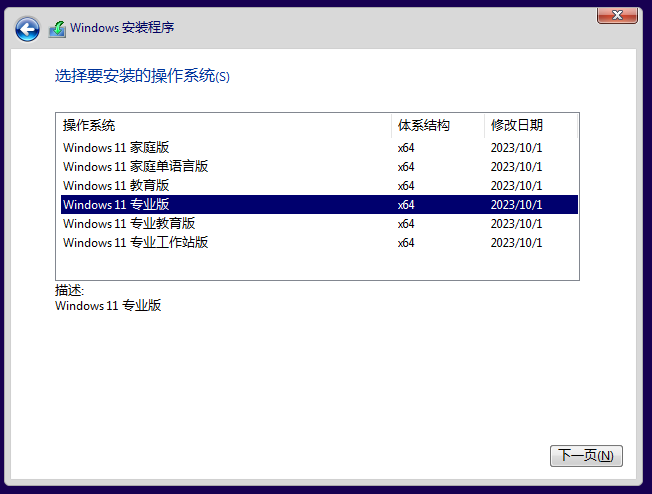 Windows 安装程序
选择要安装的操作系统(S)
操作系统 体系结构 修改日期
Windows 11 家庭版 x64 2023/10/1
Windows 11 家庭单语言版 x64 2023/10/1
Windows 11 教育版 x64 2023/10/1
Windows 11 专业版 x64 2023/10/1
Windows 11 专业教育版 x64 2023/10/1
Windows 11 专业工作站版 x64 2023/10/1
描述:
Windows 11 专业版
下一页(N)